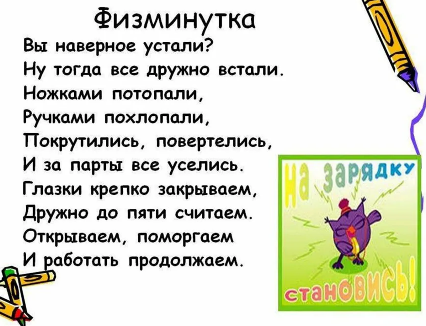 Физминутка
Вы наверное устали?
Ну тогда все дружно встали.
Ножками потопали,
Ручками похлопали,
Покрутились, повертелись,
И за парты все уселись.
Глазки крепко закрываем,
Дружно до пяти считаем.
Открываем, поморгаем
И работать продолжаем.
НА ЗАРЯДКУ
СТАНОВИСЬ!